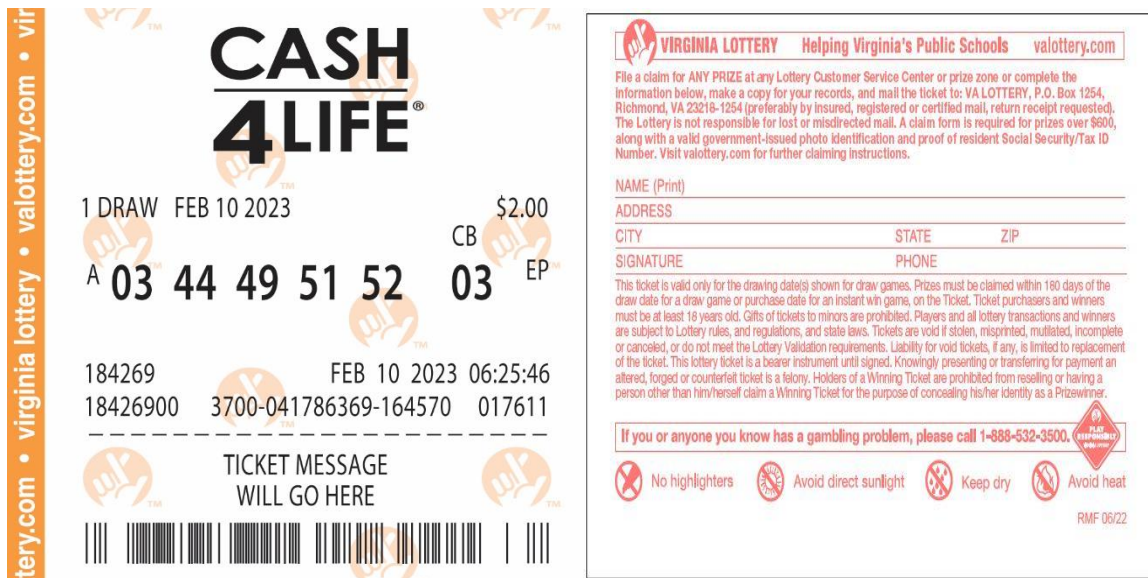 virginia lottery • valottery.com • virginia lottery • valottery.com
CASH
4LIFE®
1 DRAW FEB 10 2023 $2.00
CB
A 03 44 49 51 52 03 EP
184269 FEB 10 2023 06:25:46
18426900 3700-041786369-164570 017611
TICKET MESSAGE
WILL GO HERE
VIRGINIA LOTTERY Helping Virginia's Public Schools valottery.com
File a claim for ANY PRIZE at any Lottery Customer Service Center or prize zone or complete the
information below, make a copy for your records, and mail the ticket to: VA LOTTERY, P.O. Box 1254,
Richmond, VA 23218-1254 (preferably by insured, registered or certified mail, return receipt requested).
The Lottery is not responsible for lost or misdirected mail. A claim form is required for prizes over $600,
along with a valid government-issued photo identification and proof of resident Social Security/Tax ID
Number. Visit valottery.com for further claiming instructions.
NAME (Print)
ADDRESS
CITY STATE ZIP
SIGNATURE PHONE
This ticket is valid only for the drawing date(s) shown for draw games. Prizes must be claimed within 180 days of the
draw date for a draw game or purchase date for an instant win game, on the Ticket. Ticket purchasers and winners
must be at least 18 years old. Gifts of tickets to minors are prohibited. Players and all lottery transactions and winners
are subject to Lottery rules, and regulations, and state laws. Tickets are void if stolen, misprinted, mutilated, incomplete
or canceled, or do not meet the Lottery Validation requirements. Liability for void tickets, if any, is limited to replacement
of the ticket. This lottery ticket is a bearer instrument until signed. Knowingly presenting or transferring for payment an
altered, forged or counterfeit ticket is a felony. Holders of a Winning Ticket are prohibited from reselling or having a
person other than him/herself claim a Winning Ticket for the purpose of concealing his/her identity as a Prizewinner.
If you or anyone you know has a gambling problem, please call 1-888-532-3500.
PLAY
RESPONSIBLY
No highlighters Avoid direct sunlight Keep dry Avoid heat
RMF 06/22